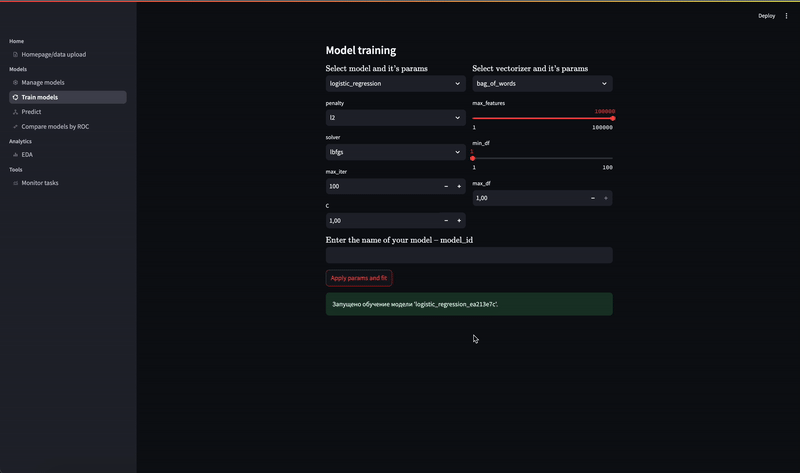 Deploy
Home
Homepage/data upload
Models
Manage models
Train models
Predict
Compare models by ROC
Analytics
EDA
Tools
Monitor tasks
Model training
Select model and it's params
logistic_regression
penalty
l2
solver
lbfgs
max_iter
100
C
1,00
Select vectorizer and it's params
bag_of_words
max_features
100000
1 100000
min_df
1
1 100
max_df
1,00
Enter the name of your model – model_id
Apply params and fit
Запущено обучение модели 'logistic_regression_ea213e7c'.